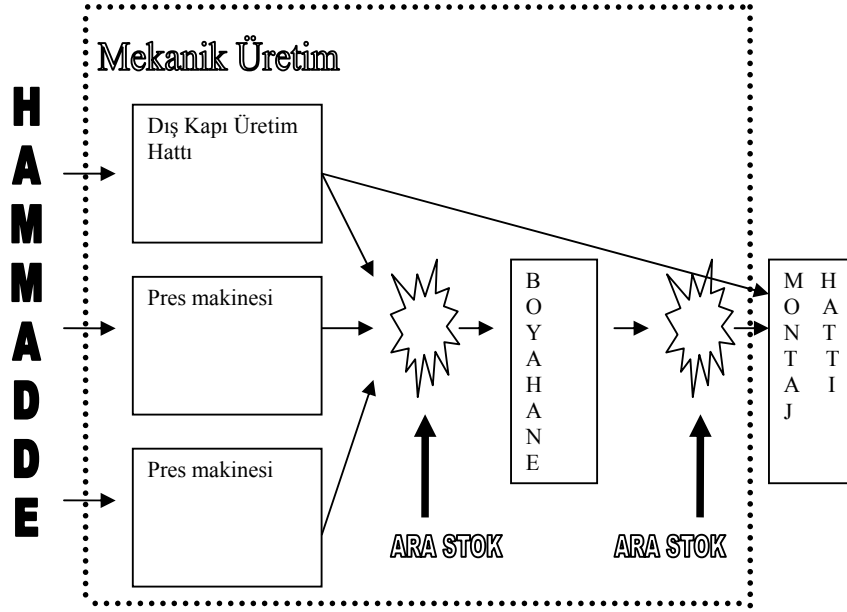 Mekanik Üretim
HAMMADDE
Dış Kapı Üretim
Hattı
Pres makinesi
Pres makinesi
BOYAHANE
MONTAJ
HATTI
ARA STOK
ARA STOK